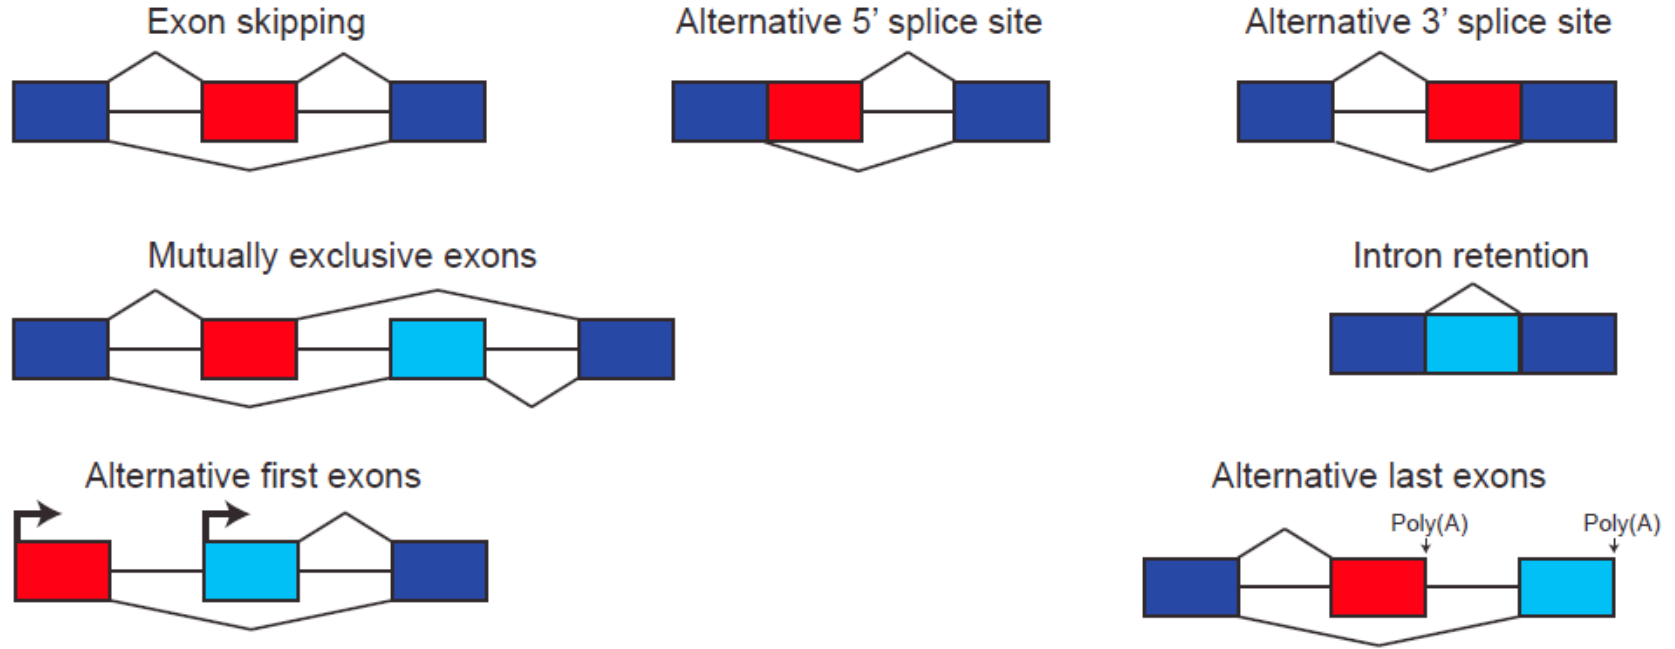 Exon skipping
Alternative 5’ splice site
Alternative 3’ splice site
Mutually exclusive exons
Intron retention
Alternative first exons
Alternative last exons
Poly(A)
Poly(A)